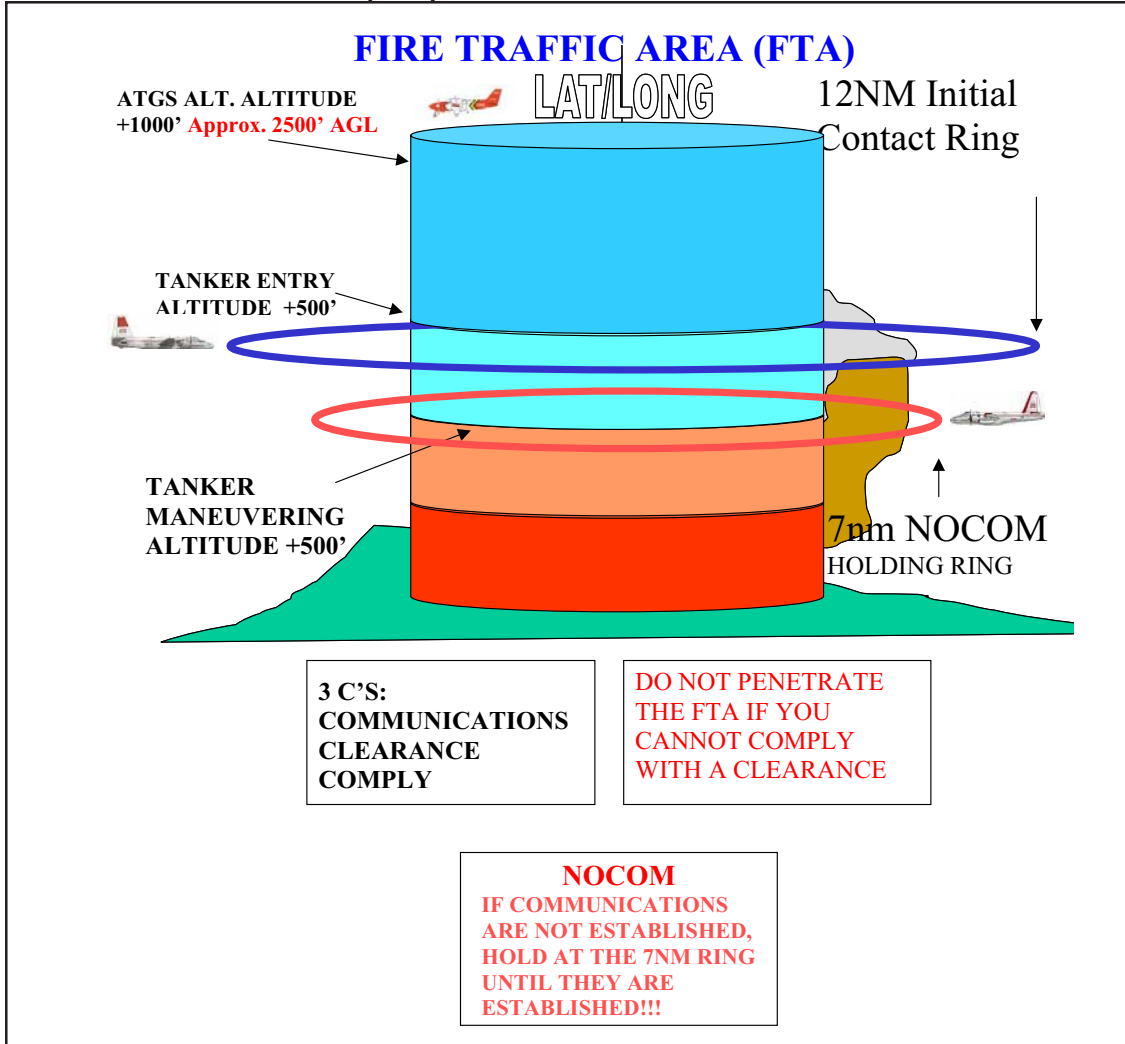 FIRE TRAFFIC AREA (FTA)
LAT/LONG
ATGS ALT. ALTITUDE
+1000’ Approx. 2500’ AGL
12NM Initial
Contact Ring
TANKER ENTRY
ALTITUDE +500’
TANKER
MANEUVERING
ALTITUDE +500’
7nm NOCOM
HOLDING RING
3 C’S:
COMMUNICATIONS
CLEARANCE
COMPLY
DO NOT PENETRATE
THE FTA IF YOU
CANNOT COMPLY
WITH A CLEARANCE
NOCOM
IF COMMUNICATIONS
ARE NOT ESTABLISHED,
HOLD AT THE 7NM RING
UNTIL THEY ARE
ESTABLISHED!!!